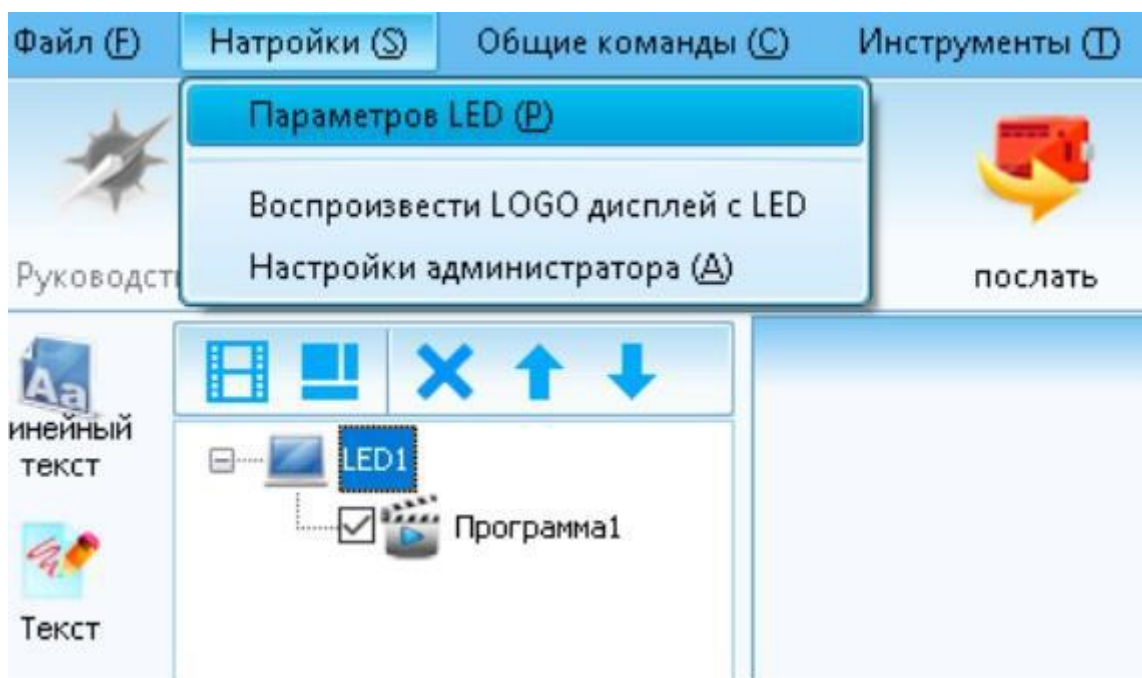 Файл (F) Натройки (S) Общие команды (C) Инструменты (T)
Параметров LED (P)
Воспроизвести LOGO дисплей с LED
Настройки администратора (A)
Руководст
послать
инейный
текст
LED1
Программа1
Текст